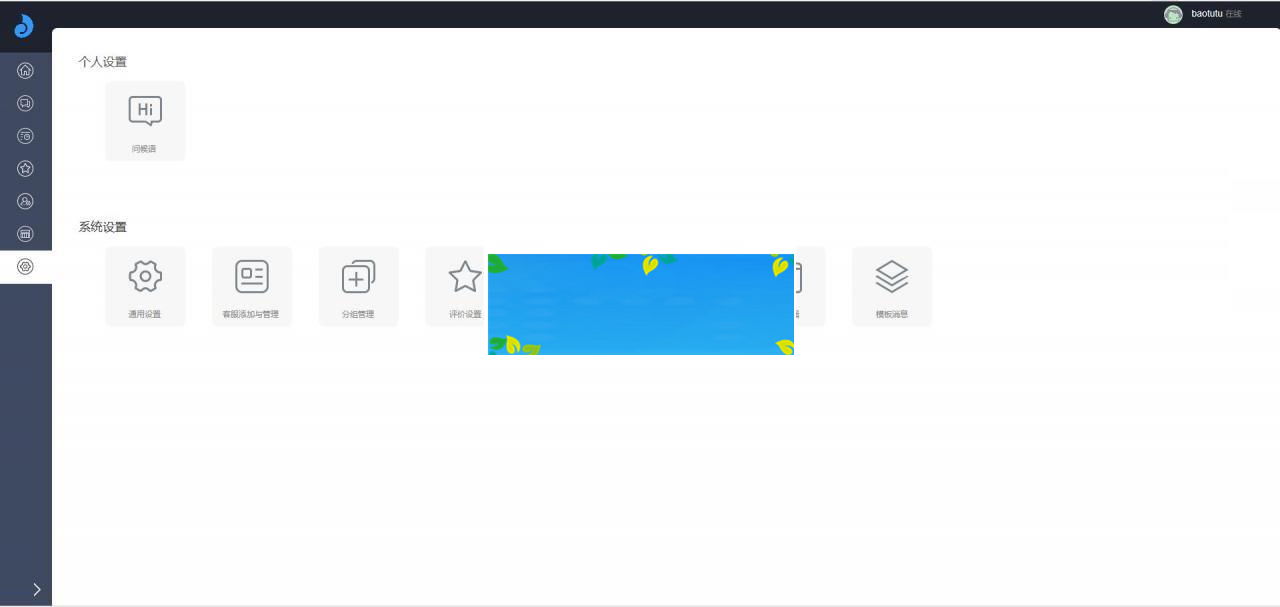 baotutu 在线
个人设置
Hi
问候语
系统设置
通用设置
客服添加与管理
分组管理
评价设置
模板消息